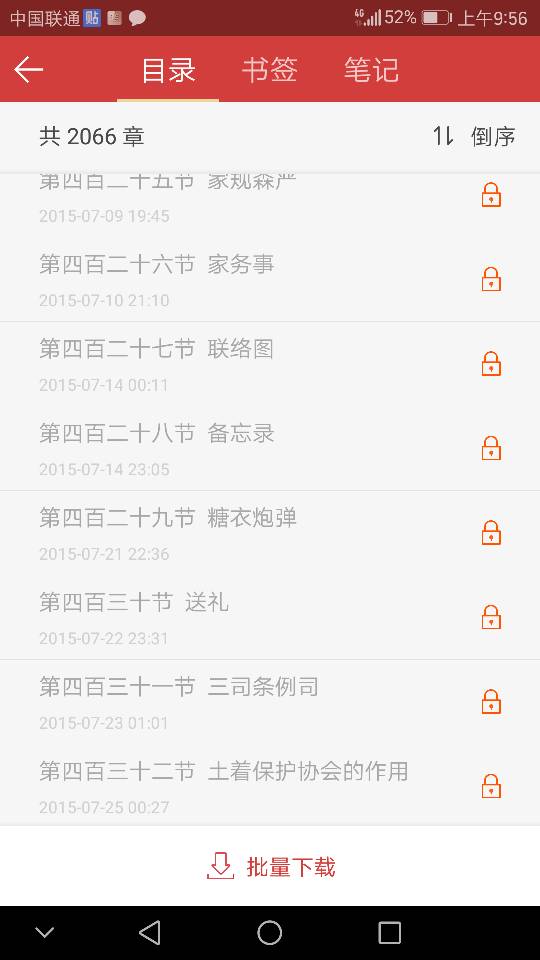 中国联通 贴 4G 52% 上午9:56
目录 书签 笔记
共 2066 章 倒序
第四百二十五节 家规森严
2015-07-09 19:45
第四百二十六节 家务事
2015-07-10 21:10
第四百二十七节 联络图
2015-07-14 00:11
第四百二十八节 备忘录
2015-07-14 23:05
第四百二十九节 糖衣炮弹
2015-07-21 22:36
第四百三十节 送礼
2015-07-22 23:31
第四百三十一节 三司条例司
2015-07-23 01:01
第四百三十二节 土着保护协会的作用
2015-07-25 00:27
批量下载